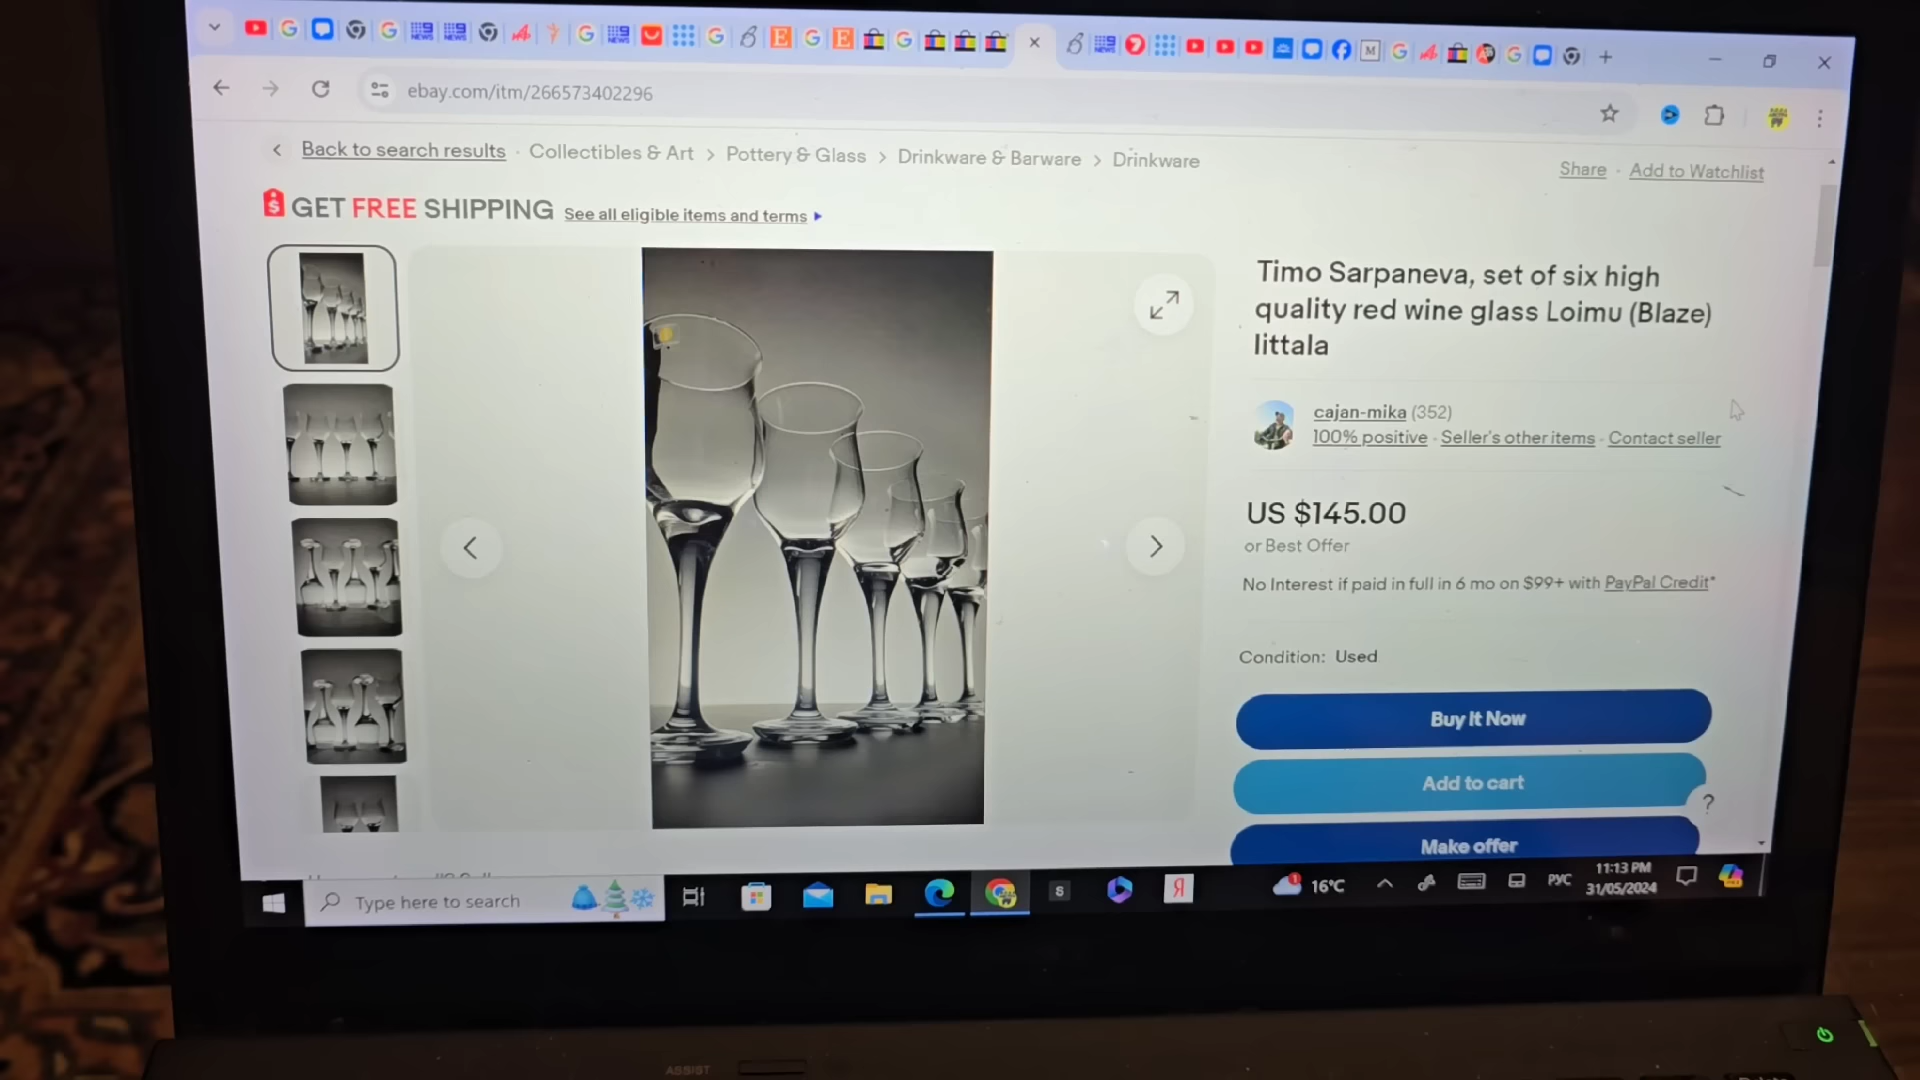 ebay.com/itm/266573402296
Back to search results · Collectibles & Art > Pottery & Glass > Drinkware & Barware > Drinkware
Share · Add to Watchlist
GET FREE SHIPPING See all eligible items and terms
Timo Sarpaneva, set of six high
quality red wine glass Loimu (Blaze)
Iittala
cajan-mika (352)
100% positive · Seller's other items · Contact seller
US $145.00
or Best Offer
No Interest if paid in full in 6 mo on $99+ with PayPal Credit*
Condition: Used
Buy It Now
Add to cart
?
Make offer
Type here to search
16°C
РУС
11:13 PM
31/05/2024
ASSIST